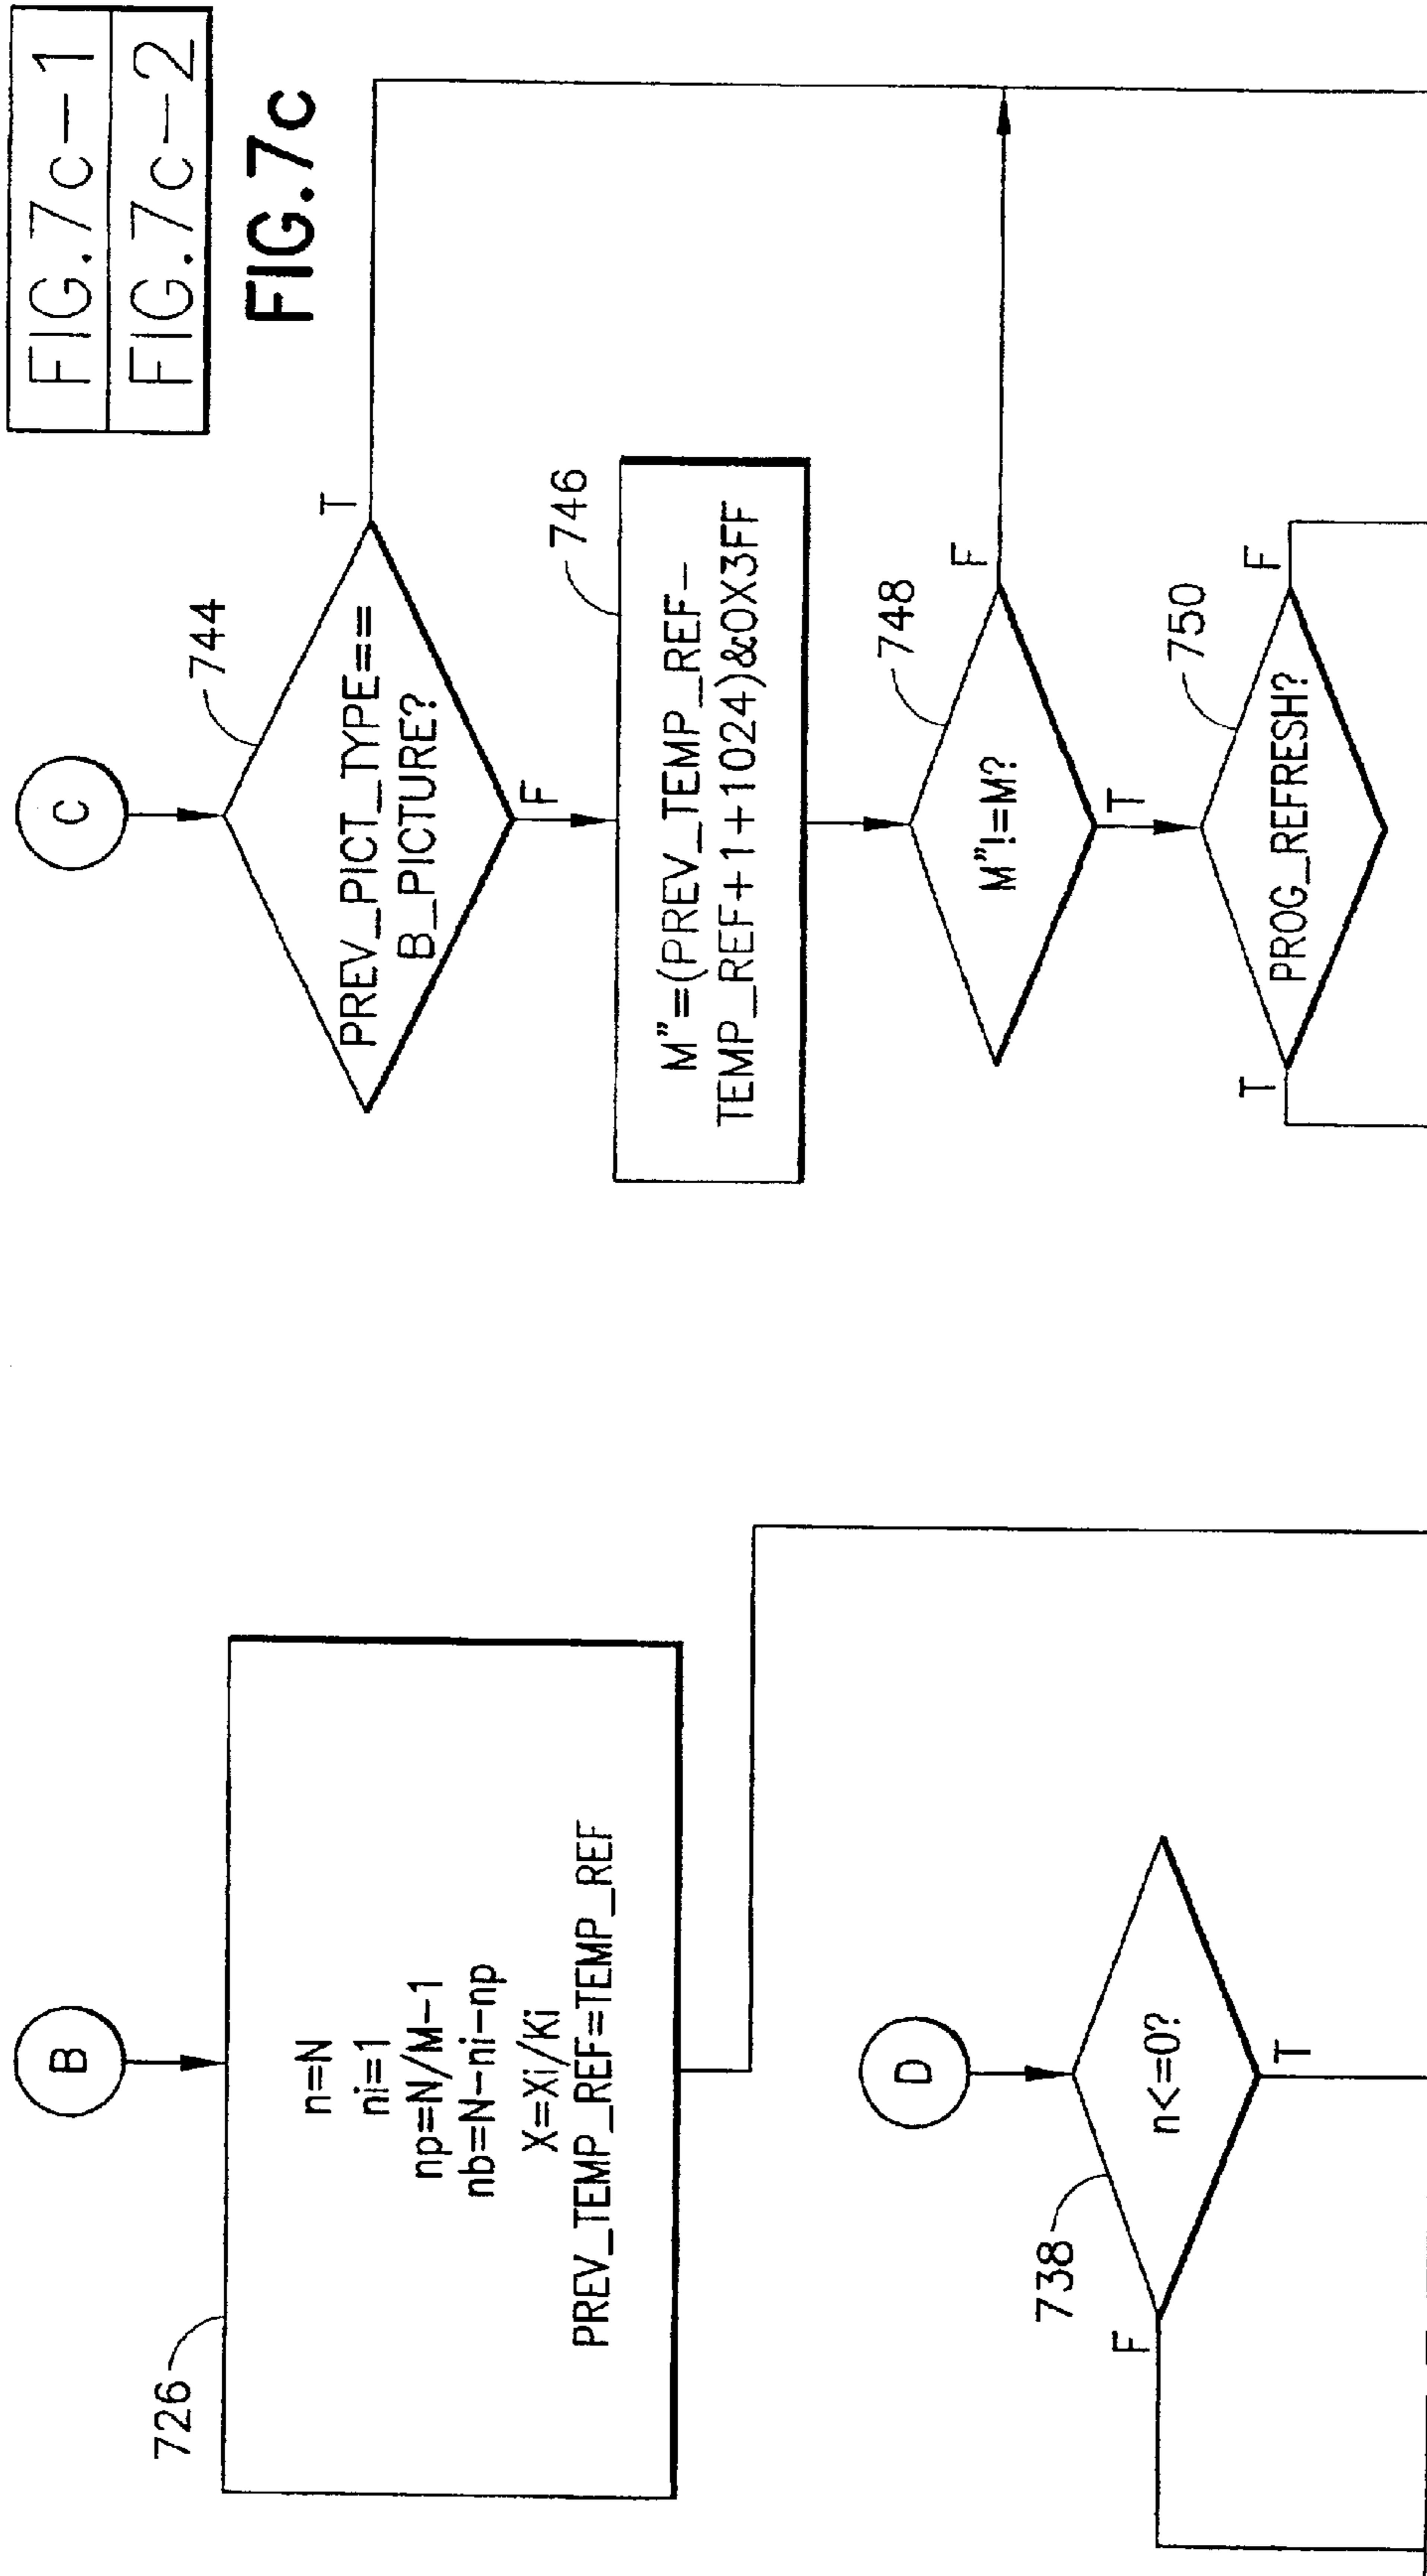 FIG.7c-1
FIG.7c-2
FIG.7c
B
726
n=N
ni=1
np=N/M-1
nb=N-ni-np
X=Xi/Ki
PREV_TEMP_REF=TEMP_REF
D
738
n<=0?
F
T
C
744
PREV_PICT_TYPE==
B_PICTURE?
T
F
746
M"=(PREV_TEMP_REF-
TEMP_REF+1+1024)&0X3FF
748
M"!=M?
F
T
750
PROG_REFRESH?
T
F